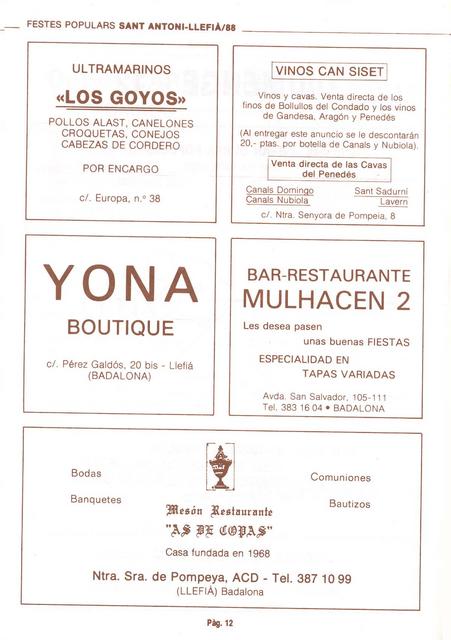 FESTES POPULARS SANT ANTONI-LLEFIÀ/88
ULTRAMARINOS
«LOS GOYOS»
POLLOS ALAST, CANELONES
CROQUETAS, CONEJOS
CABEZAS DE CORDERO
POR ENCARGO
c/. Europa, n.º 38
VINOS CAN SISET
Vinos y cavas. Venta directa de los
finos de Bollullos del Condado y los vinos
de Gandesa, Aragón y Penedés
(Al entregar este anuncio se le descontarán
20,- ptas. por botella de Canals y Nubiola).
Venta directa de las Cavas
del Penedés
Canals Domingo Sant Sadurní
Canals Nubiola Lavern
c/. Ntra. Senyora de Pompeia, 8
YONA
BOUTIQUE
c/. Pérez Galdós, 20 bis - Llefiá
(BADALONA)
BAR-RESTAURANTE
MULHACEN 2
Les desea pasen
unas buenas FIESTAS
ESPECIALIDAD EN
TAPAS VARIADAS
Avda. San Salvador, 105-111
Tel. 383 16 04 • BADALONA
Bodas
Comuniones
Banquetes
Bautizos
Mesón Restaurante
"AS DE COPAS"
Casa fundada en 1968
Ntra. Sra. de Pompeya, ACD - Tel. 387 10 99
(LLEFIÁ) Badalona
Pàg. 12